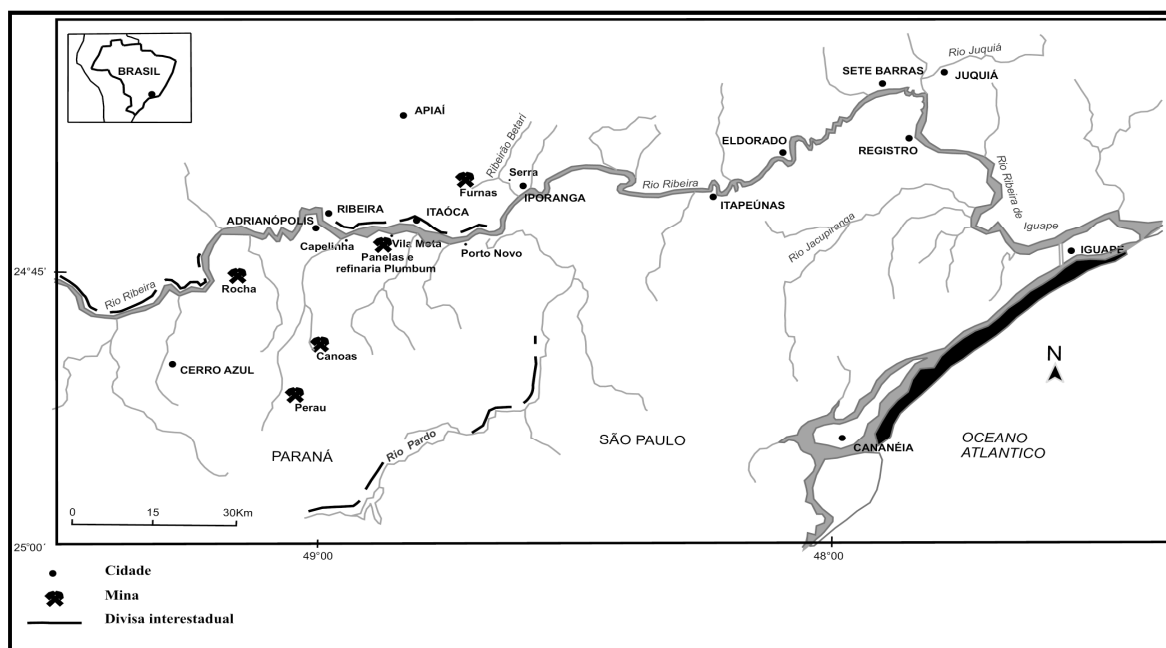 BRASIL
Rio Juquiá
SETE BARRAS
JUQUIÁ
APIAÍ
Ribeirão Betari
ELDORADO
REGISTRO
Serra
Furnas
IPORANGA
Rio Ribeira
ITAPEÚNAS
Rio Ribeira de
Iguape
RIBEIRA
ITAÓCA
ADRIANÓPOLIS
Capelinha
Vila Mota
Porto Novo
Panelas e
refinaria Plumbum
Rio Jacupiranga
IGUAPE
24°45'
Rio Ribeira
Rocha
Canoas
CERRO AZUL
Perau
N
Rio Pardo
PARANÁ
SÃO PAULO
CANANÉIA
OCEANO
ATLANTICO
0 15 30Km
25°00'
49°00'
48°00'
Cidade
Mina
Divisa interestadual